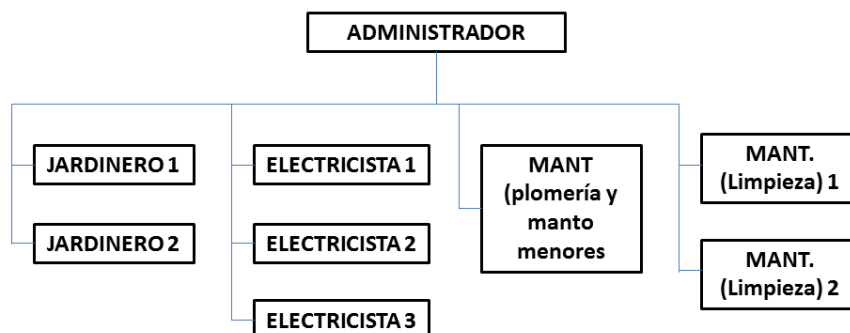 ADMINISTRADOR
JARDINERO 1
JARDINERO 2
ELECTRICISTA 1
ELECTRICISTA 2
ELECTRICISTA 3
MANT
(plomería y
manto
menores
MANT.
(Limpieza) 1
MANT.
(Limpieza) 2